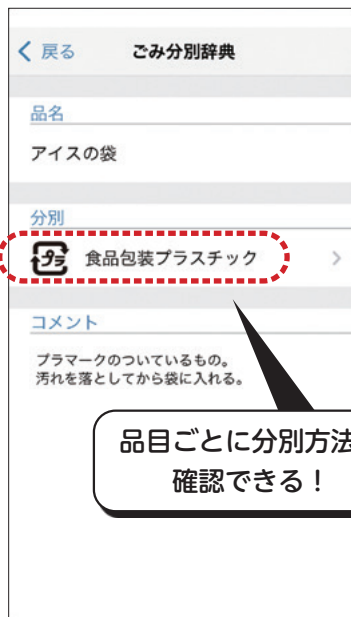 戻る ごみ分別辞典
品名
アイスの袋
分別
プラ 食品包装プラスチック
コメント
プラマークのついているもの。
汚れを落としてから袋に入れる。
品目ごとに分別方法
確認できる！